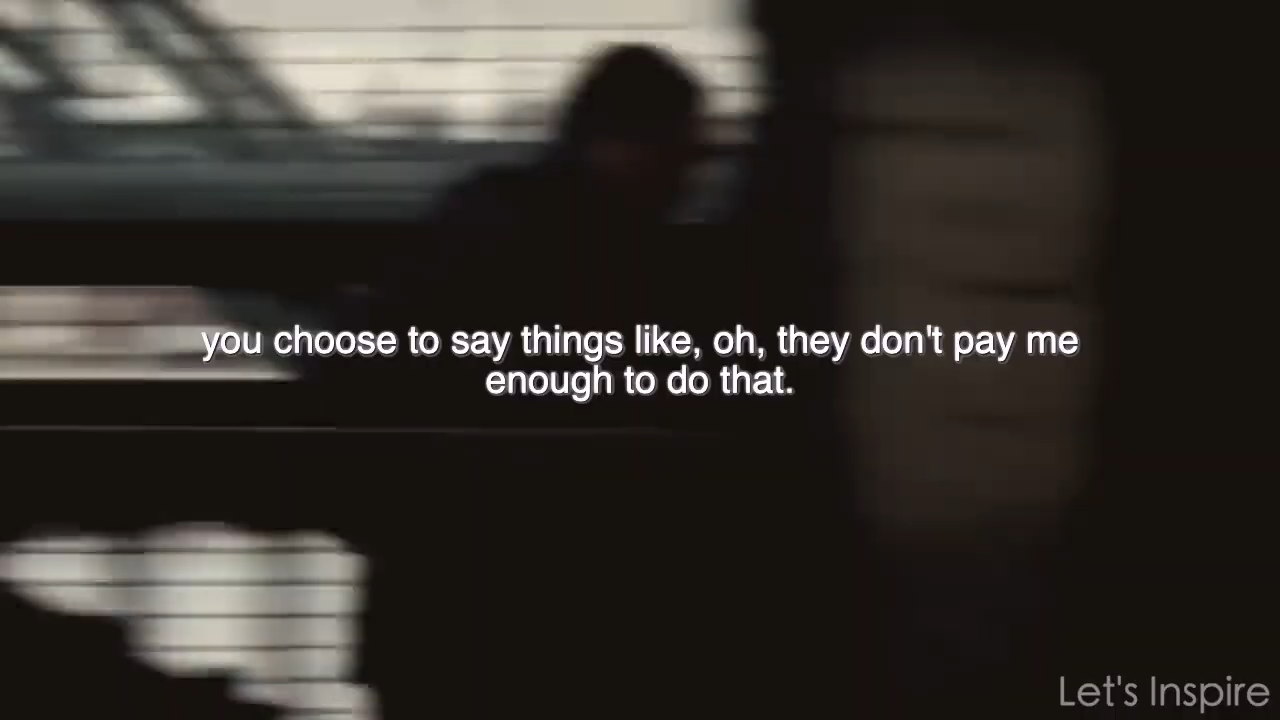 you choose to say things like, oh, they don't pay me
enough to do that.
Let's Inspire